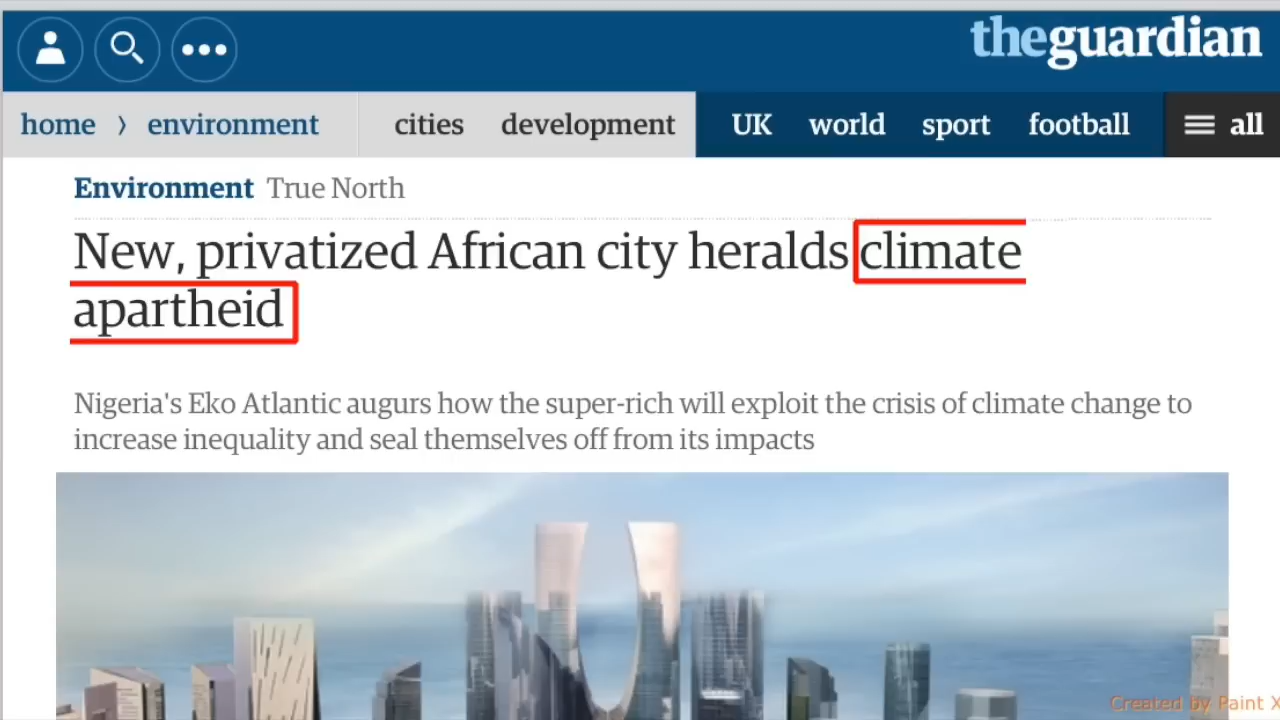 theguardian
home › environment cities development UK world sport football all
Environment True North
New, privatized African city heralds climate
apartheid
Nigeria's Eko Atlantic augurs how the super-rich will exploit the crisis of climate change to
increase inequality and seal themselves off from its impacts
Created by Paint X